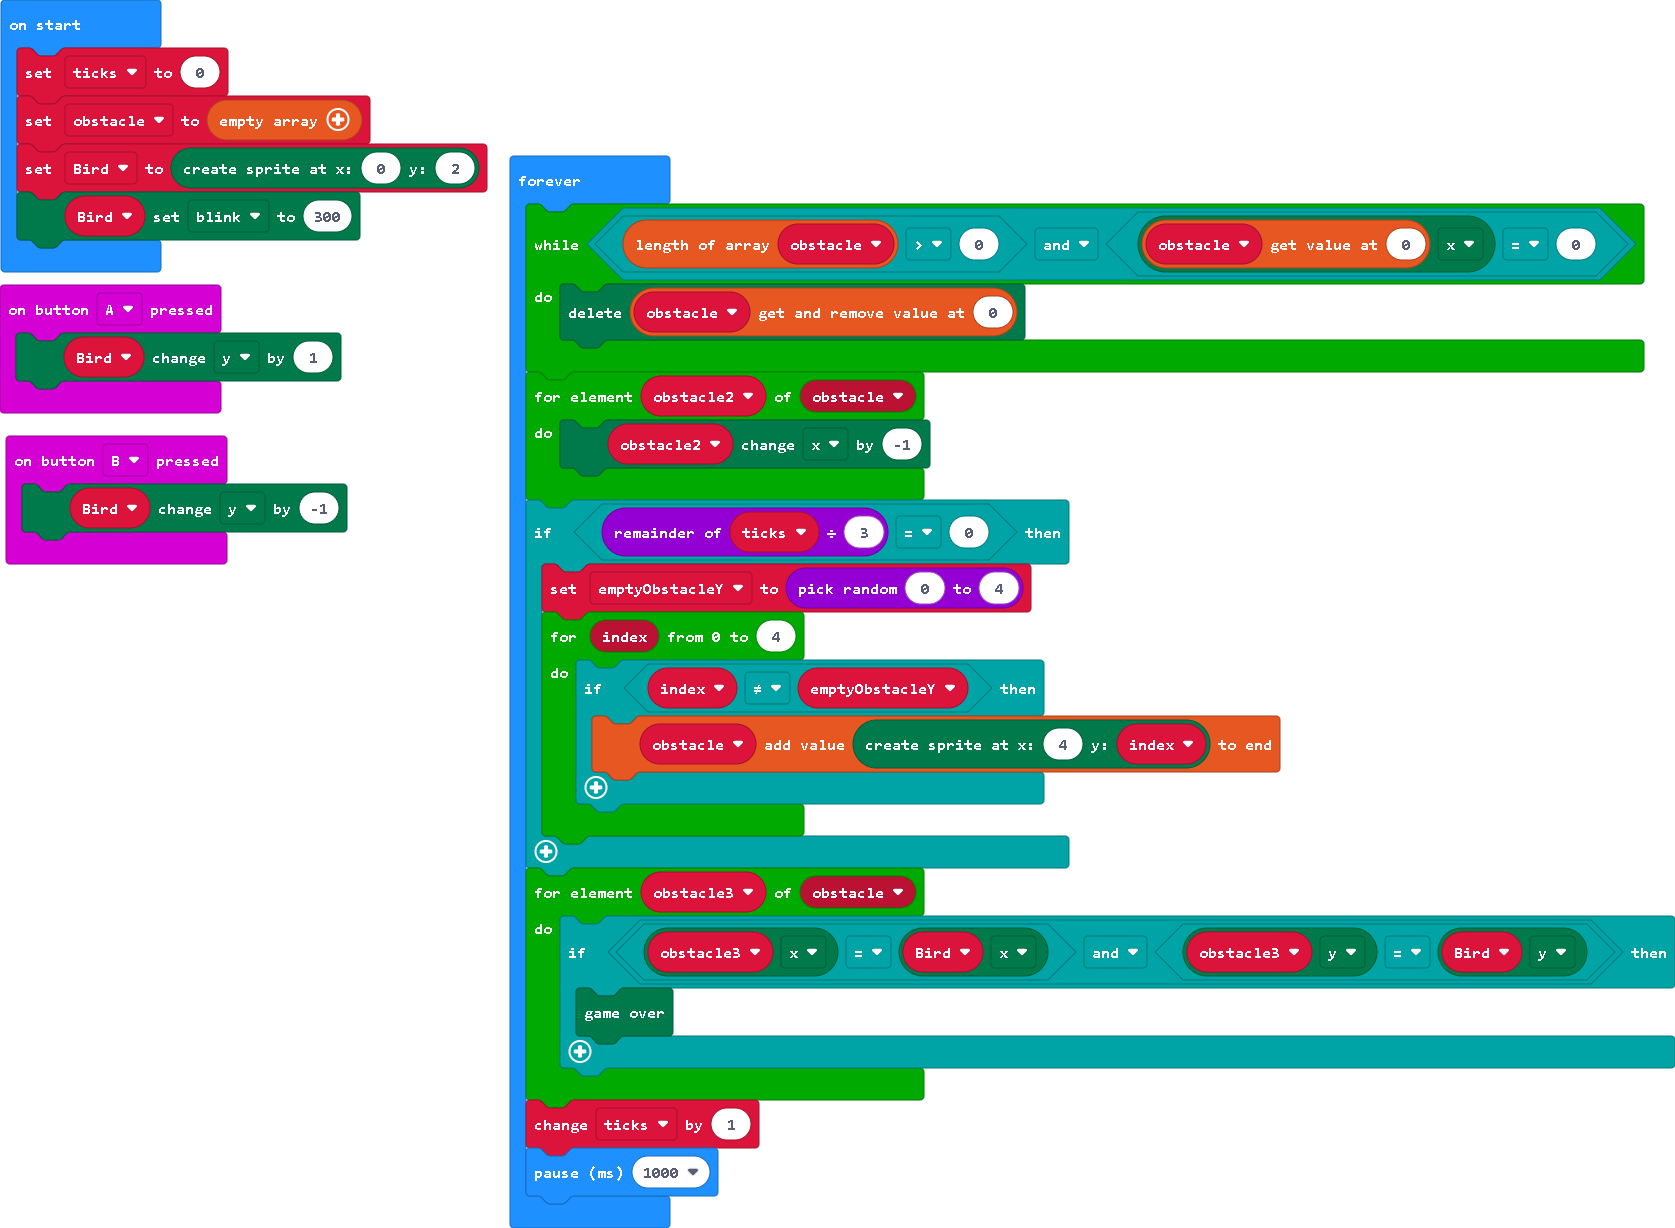 on start
set ticks to 0
set obstacle to empty array
set Bird to create sprite at x: 0 y: 2
Bird set blink to 300
on button A pressed
Bird change y by 1
on button B pressed
Bird change y by -1
forever
while length of array obstacle > 0 and obstacle get value at 0 x = 0
do
delete obstacle get and remove value at 0
for element obstacle2 of obstacle
do
obstacle2 change x by -1
if remainder of ticks ÷ 3 = 0 then
set emptyObstacleY to pick random 0 to 4
for index from 0 to 4
do
if index ≠ emptyObstacleY then
obstacle add value create sprite at x: 4 y: index to end
for element obstacle3 of obstacle
do
if obstacle3 x = Bird x and obstacle3 y = Bird y then
game over
change ticks by 1
pause (ms) 1000